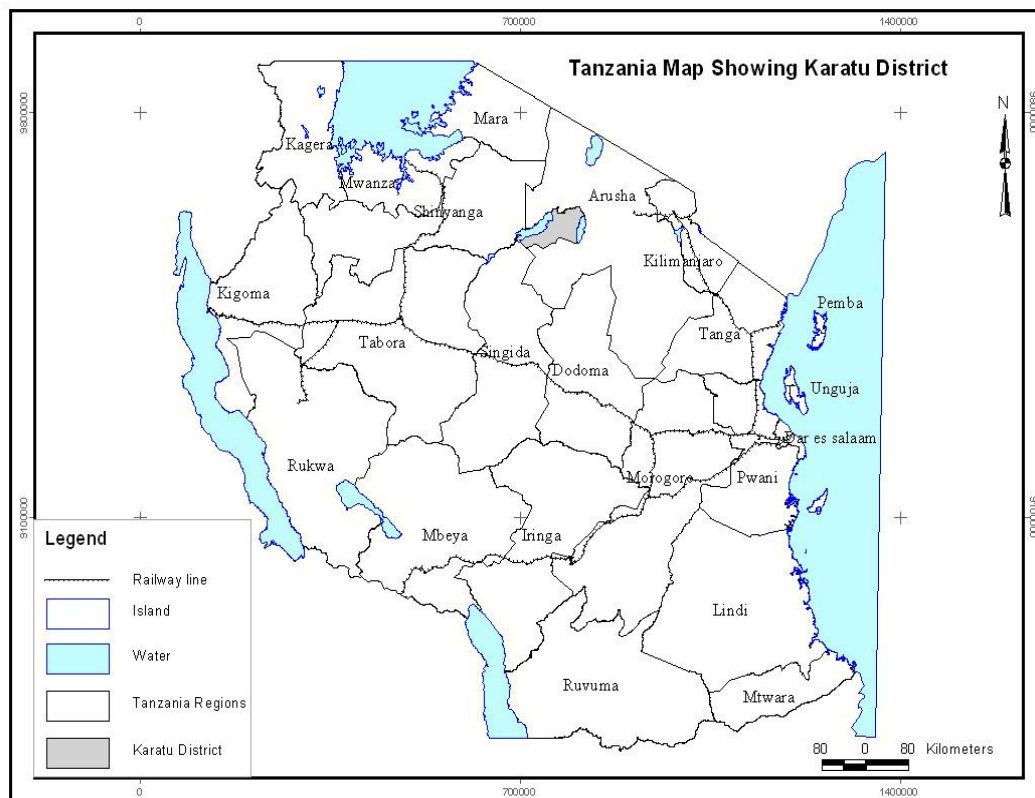 0 700000 1400000
Tanzania Map Showing Karatu District
N
9800000 9800000
Mara
Kagera
Mwanza
Arusha
Shinyanga
Kilimanjaro
Kigoma
Pemba
Tanga
Tabora
Singida
Dodoma
Unguja
Dar es salaam
Rukwa
Morogoro
Pwani
9100000 9100000
Mbeya
Iringa
Legend
Railway line
Island
Water
Tanzania Regions
Karatu District
Lindi
Ruvuma
Mtwara
80 0 80 Kilometers
0 700000 1400000